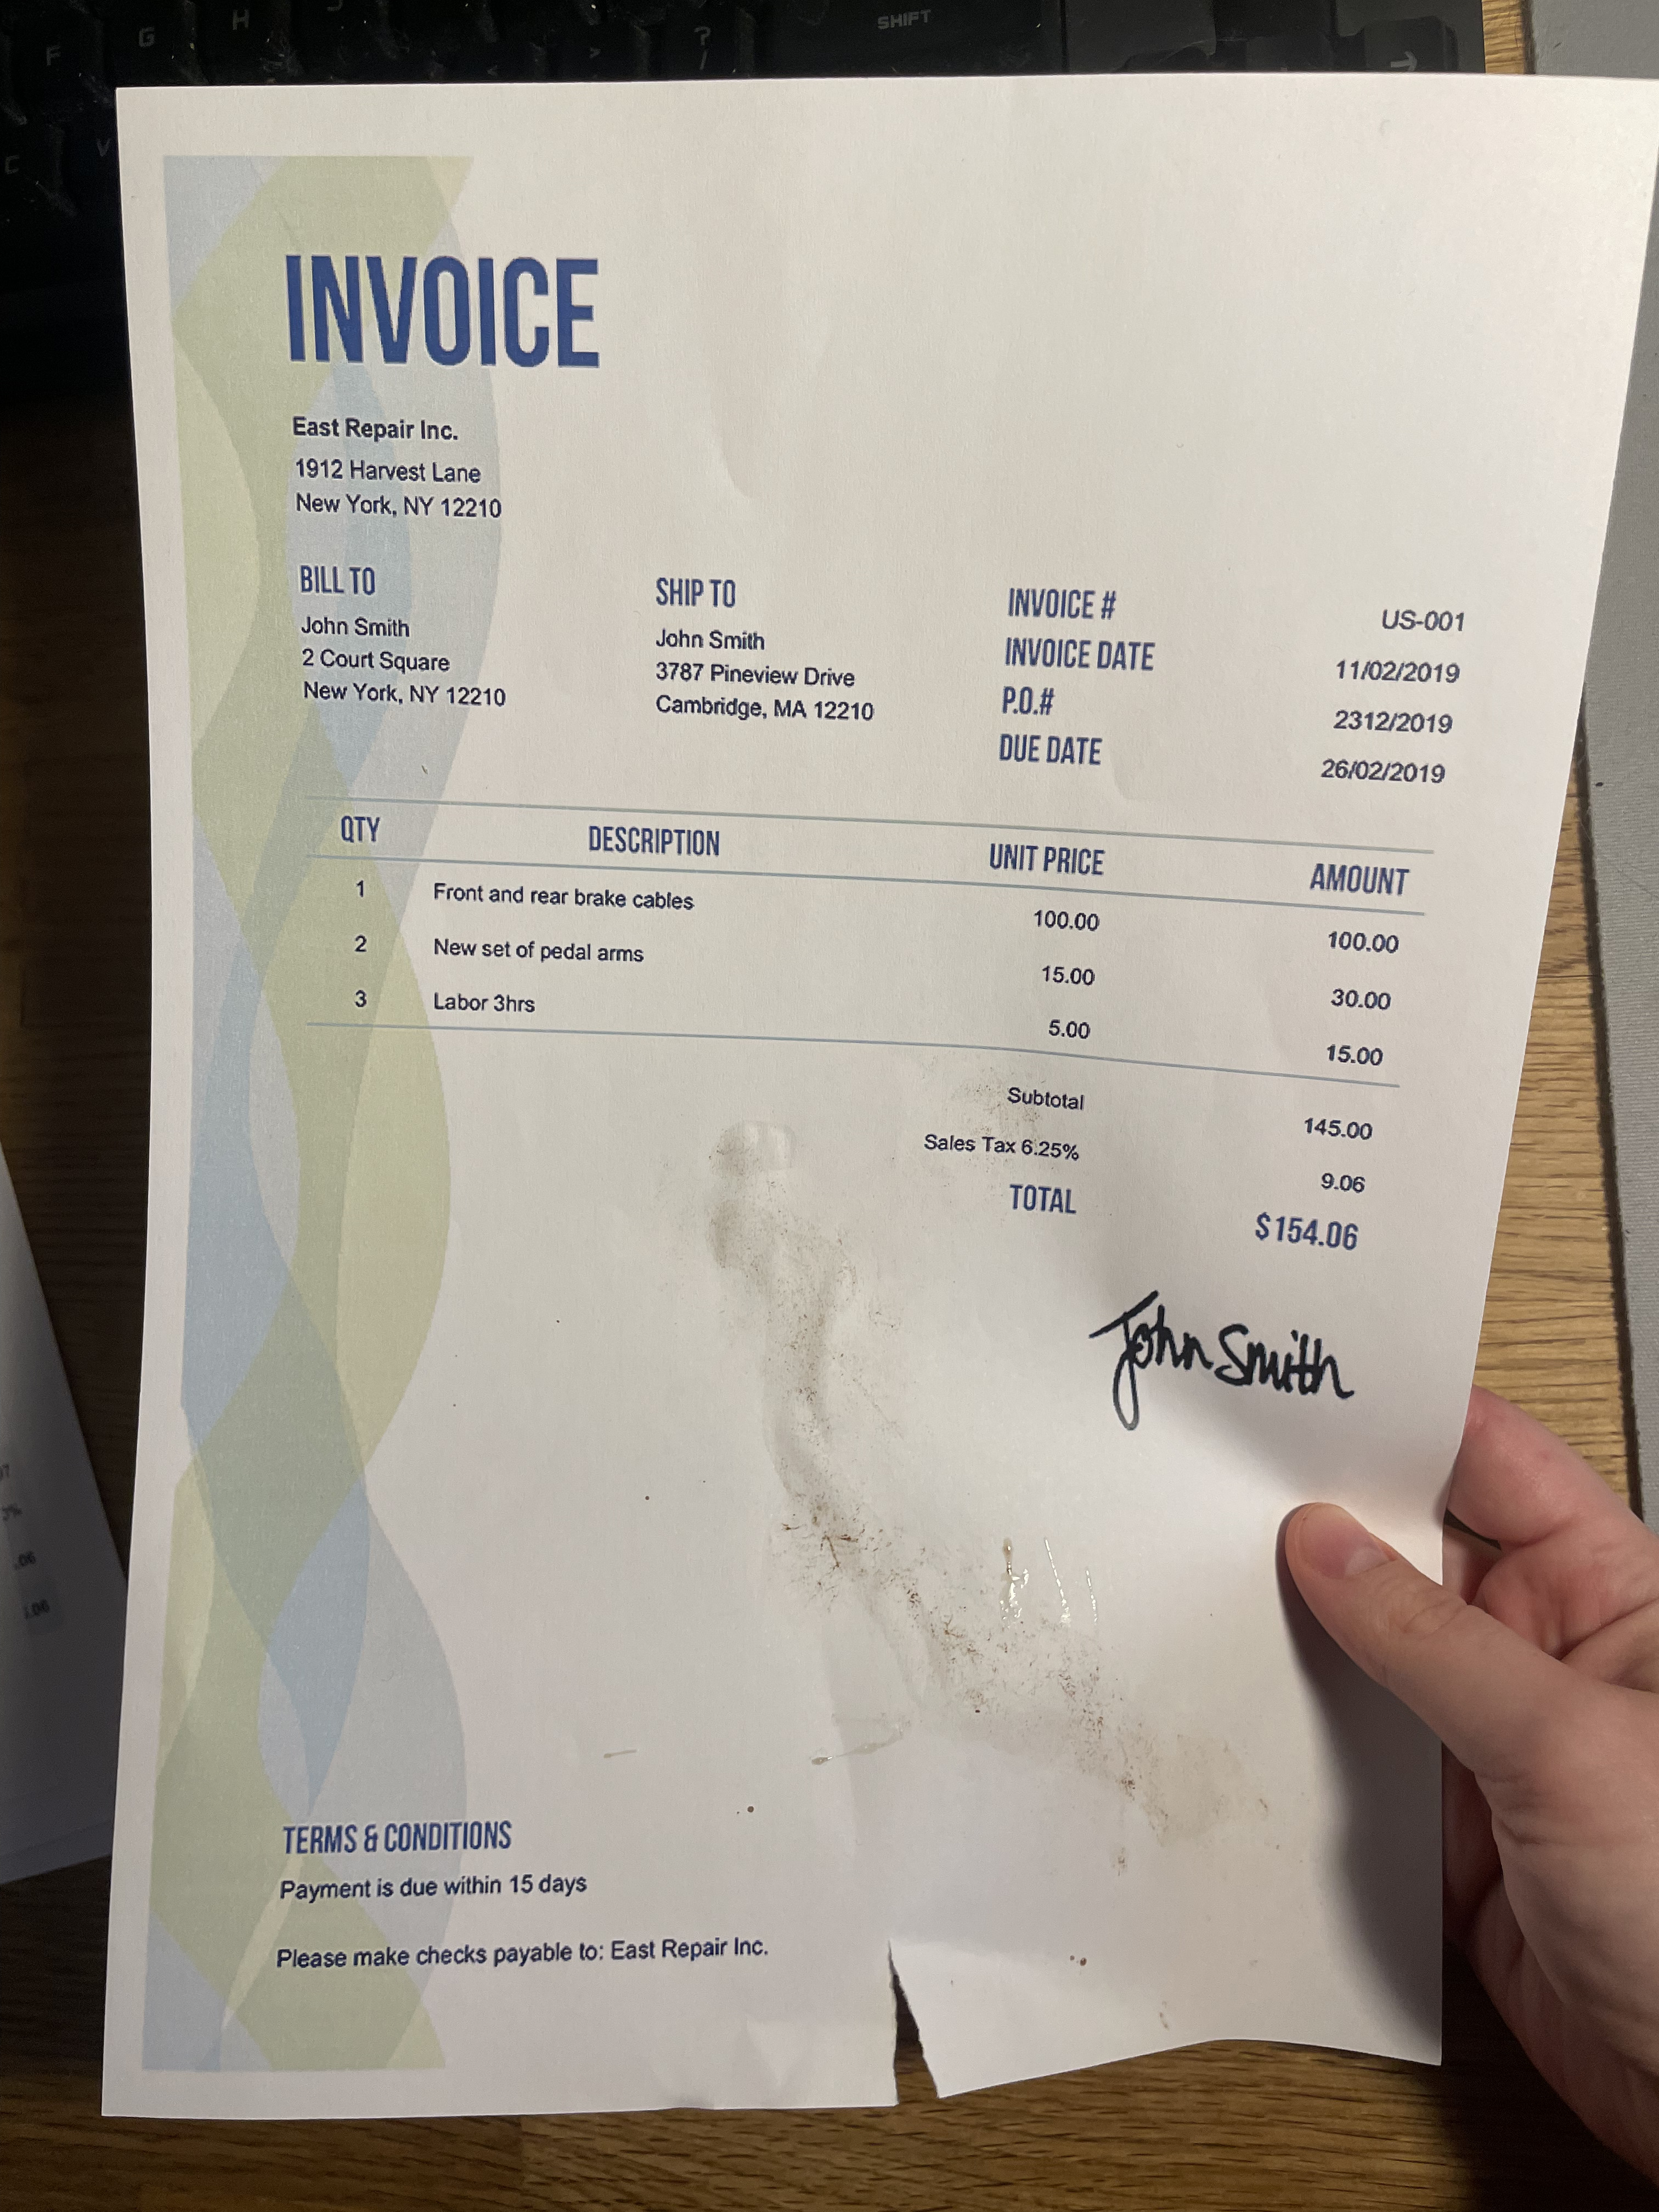 F G H
SHIFT
C V < > ? /
INVOICE
East Repair Inc.
1912 Harvest Lane
New York, NY 12210
BILL TO
John Smith
2 Court Square
New York, NY 12210
SHIP TO
John Smith
3787 Pineview Drive
Cambridge, MA 12210
INVOICE # US-001
INVOICE DATE 11/02/2019
P.O.# 2312/2019
DUE DATE 26/02/2019
QTY DESCRIPTION UNIT PRICE AMOUNT
1 Front and rear brake cables 100.00 100.00
2 New set of pedal arms 15.00 30.00
3 Labor 3hrs 5.00 15.00
Subtotal 145.00
Sales Tax 6.25% 9.06
TOTAL $154.06
John Smith
TERMS & CONDITIONS
Payment is due within 15 days
Please make checks payable to: East Repair Inc.